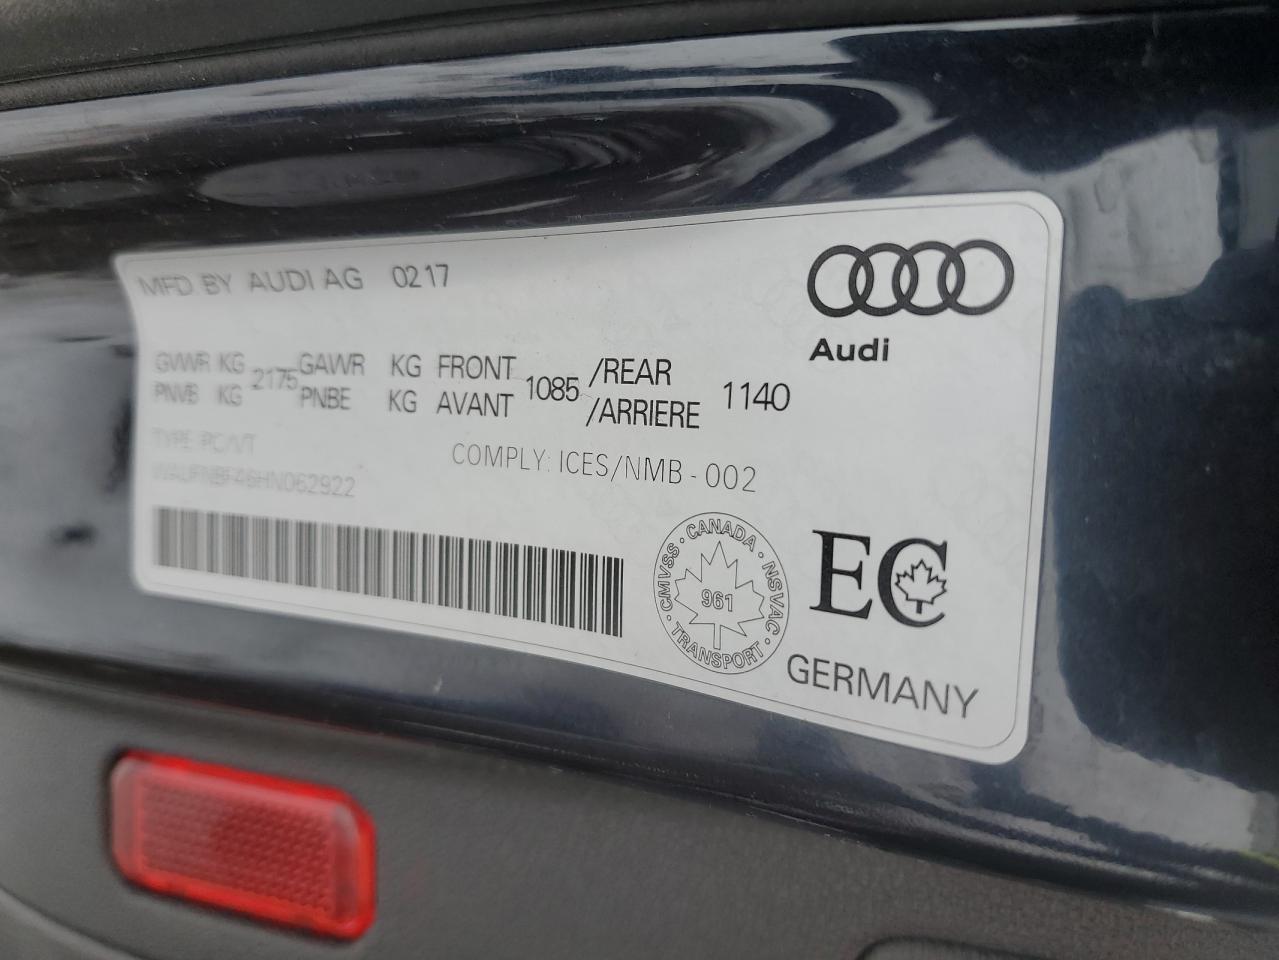 MFD. BY AUDI AG 02 17
Audi
GVWR KG 2175 GAWR KG FRONT 1085 /REAR 1140
PNVB KG PNBE KG AVANT /ARRIERE
TYPE: PC/VT
COMPLY: ICES/NMB - 002
WAUFNBF46HN062922
CMVSS · CANADA · NSVAC · TRANSPORT ·
961
EC
GERMANY